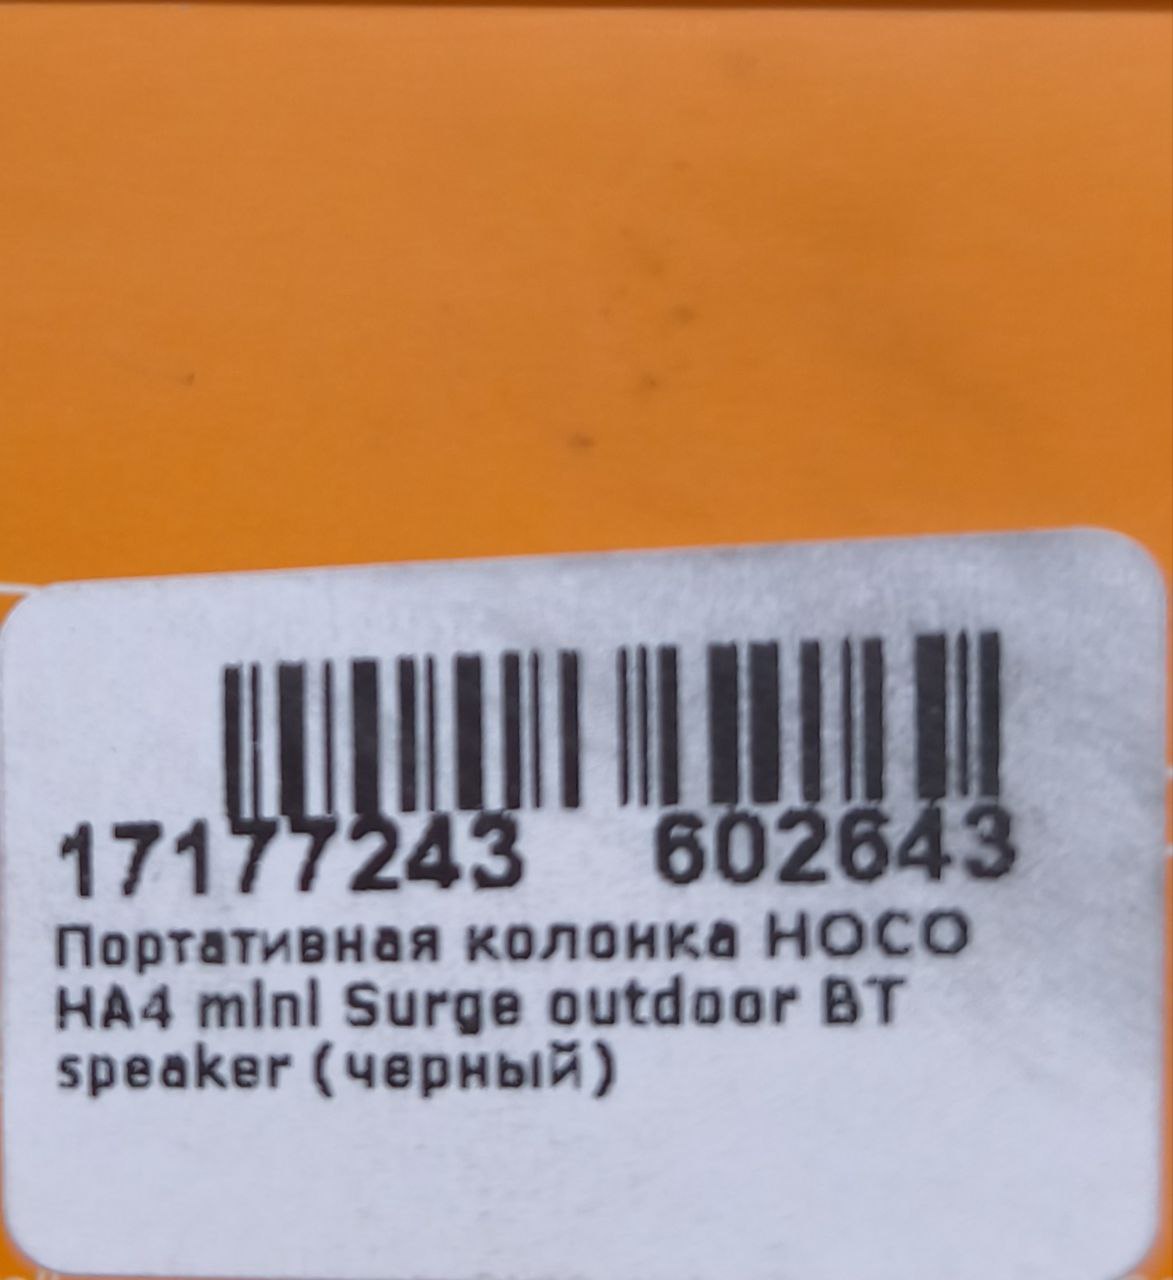 17177243 602643
Портативная колонка HOCO
HA4 mini Surge outdoor BT
speaker (черный)